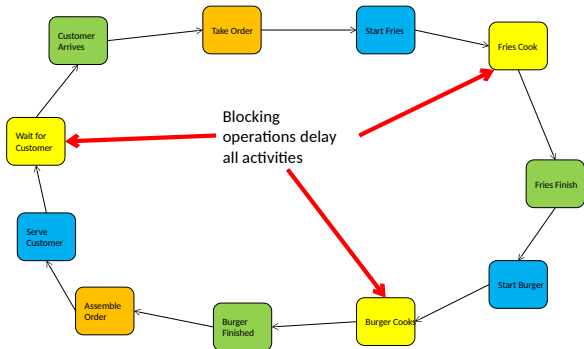 Customer
Arrives
Take Order
Start Fries
Fries Cook
Blocking
operations delay
all activities
Wait for
Customer
Fries Finish
Serve
Customer
Start Burger
Assemble
Order
Burger
Finished
Burger Cooks